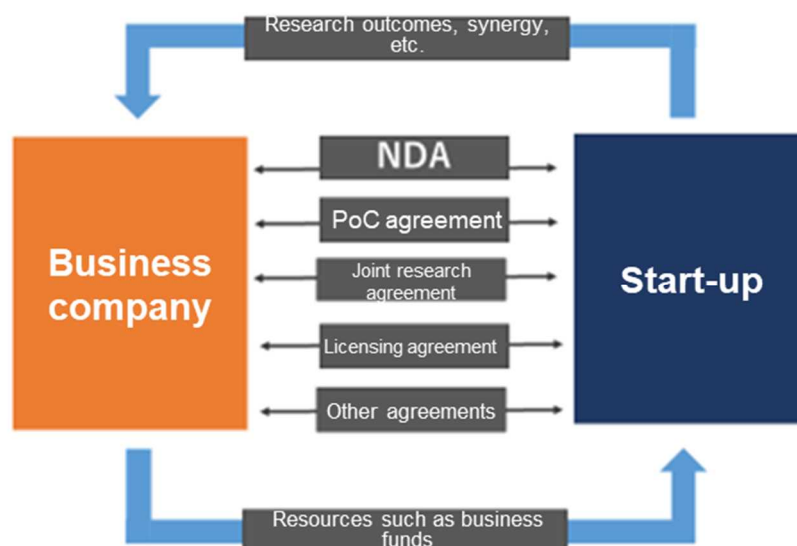 Research outcomes, synergy,
etc.
NDA
PoC agreement
Business
company
Joint research
agreement
Start-up
Licensing agreement
Other agreements
Resources such as business
funds